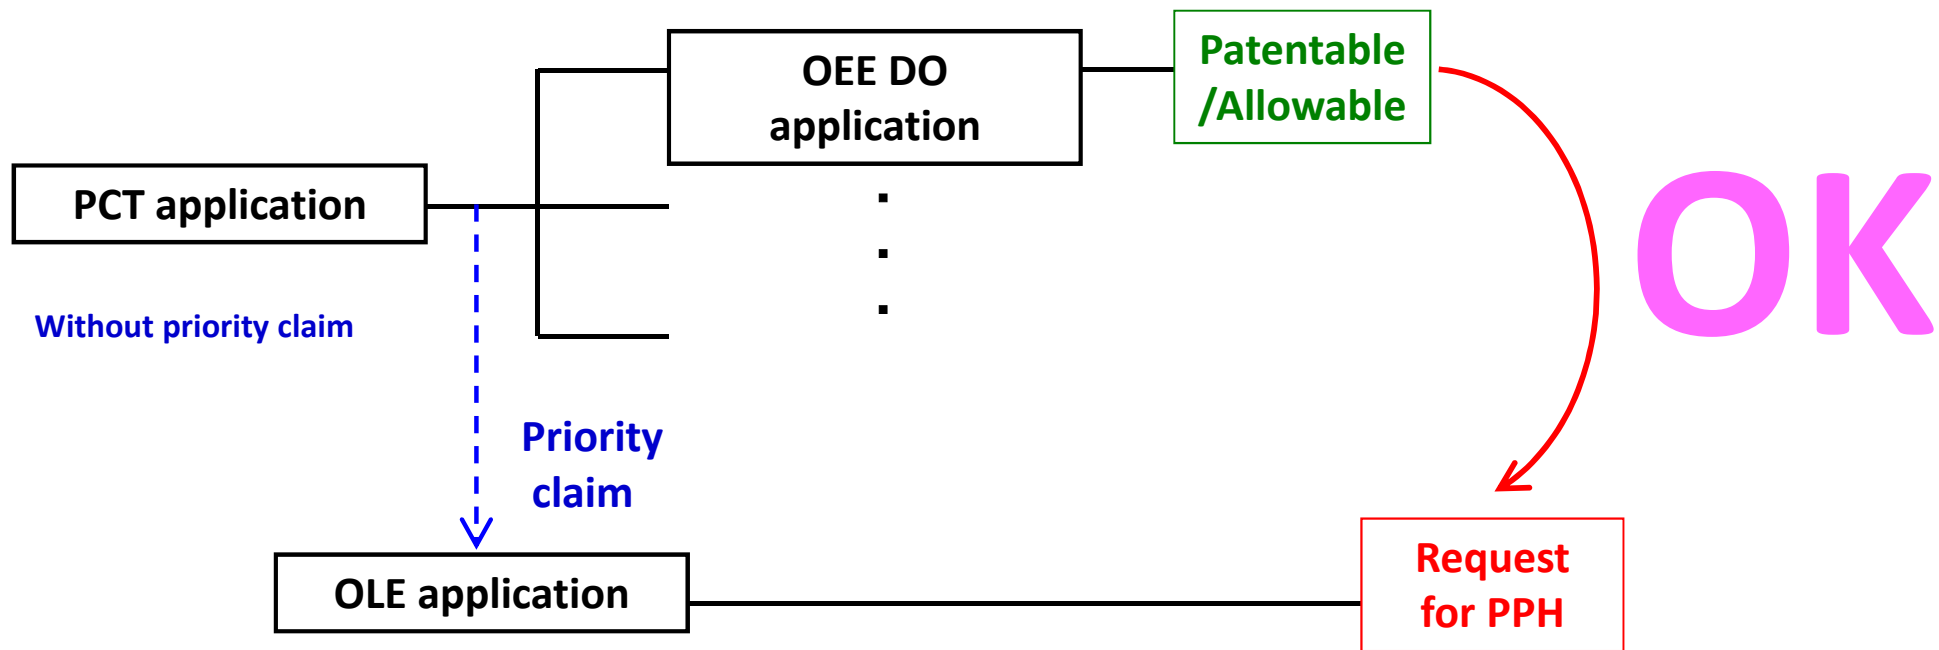 OEE DO
application
Patentable
/Allowable
PCT application
Without priority claim
OK
Priority
claim
OLE application
Request
for PPH